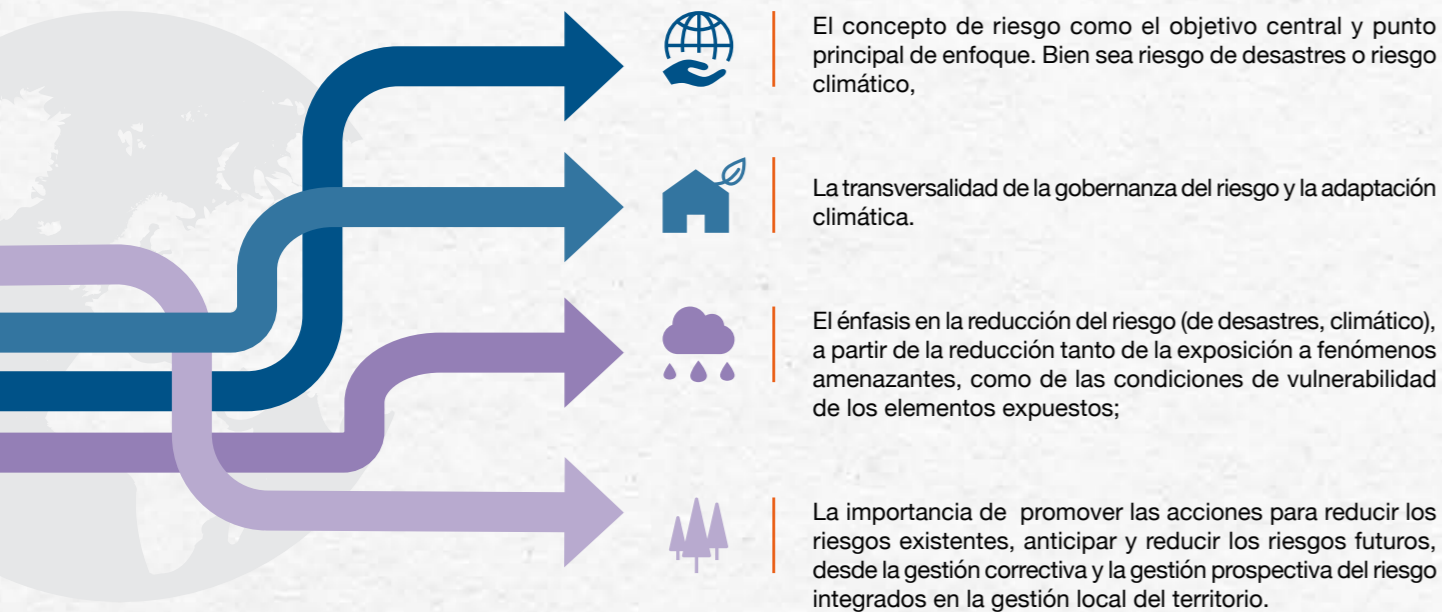 El concepto de riesgo como el objetivo central y punto
principal de enfoque. Bien sea riesgo de desastres o riesgo
climático,
La transversalidad de la gobernanza del riesgo y la adaptación
climática.
El énfasis en la reducción del riesgo (de desastres, climático),
a partir de la reducción tanto de la exposición a fenómenos
amenazantes, como de las condiciones de vulnerabilidad
de los elementos expuestos;
La importancia de promover las acciones para reducir los
riesgos existentes, anticipar y reducir los riesgos futuros,
desde la gestión correctiva y la gestión prospectiva del riesgo
integrados en la gestión local del territorio.